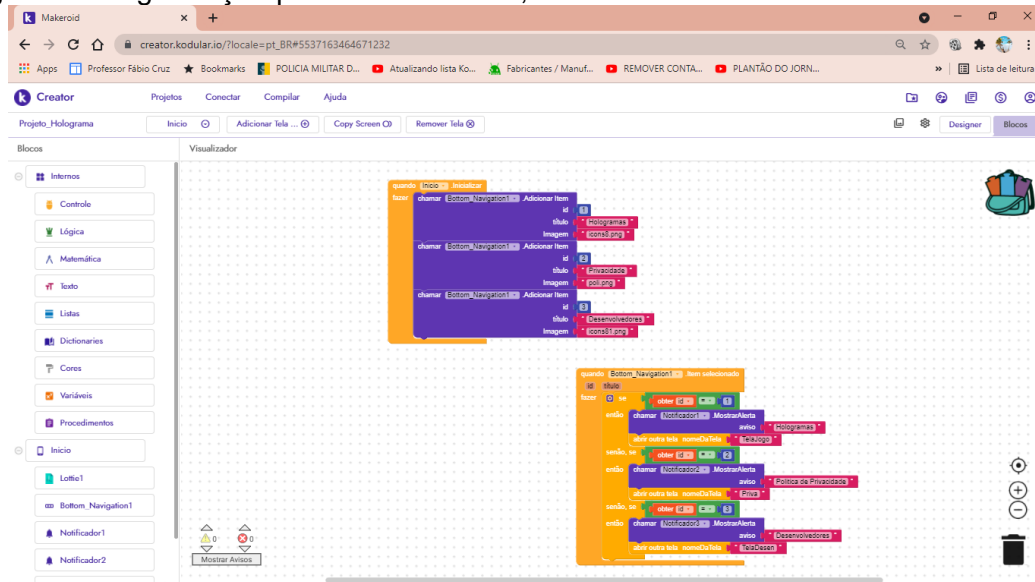 Makeroid
creator.kodular.io/?locale=pt_BR#5537163464671232
Apps Professor Fábio Cruz Bookmarks POLICIA MILITAR D... Atualizando lista Ko... Fabricantes / Manuf... REMOVER CONTA... PLANTÃO DO JORN... » Lista de leitura
Creator Projetos Conectar Compilar Ajuda
Projeto_Holograma Inicio Adicionar Tela ... Copy Screen Remover Tela Designer Blocos
Blocos Visualizador
Internos
Controle
Lógica
Matemática
Texto
Listas
Dictionaries
Cores
Variáveis
Procedimentos
Inicio
Lottie1
Bottom_Navigation1
Notificador1
Notificador2
quando Inicio .Inicializar
fazer chamar Bottom_Navigation1 .Adicionar Item
id 1
título " Hologramas "
Imagem " icons8.png "
chamar Bottom_Navigation1 .Adicionar Item
id 2
título " Privacidade "
Imagem " poli.png "
chamar Bottom_Navigation1 .Adicionar Item
id 3
título " Desenvolvedores "
Imagem " icons81.png "
quando Bottom_Navigation1 .Item selecionado
id título
fazer se obter id = 1
então chamar Notificador1 .MostrarAlerta
aviso " Hologramas "
abrir outra tela nomeDaTela " TelaJogo "
senão, se obter id = 2
então chamar Notificador2 .MostrarAlerta
aviso " Politica de Privacidade "
abrir outra tela nomeDaTela " Priva "
senão, se obter id = 3
então chamar Notificador3 .MostrarAlerta
aviso " Desenvolvedores "
abrir outra tela nomeDaTela " TelaDesen "
0 0
Mostrar Avisos